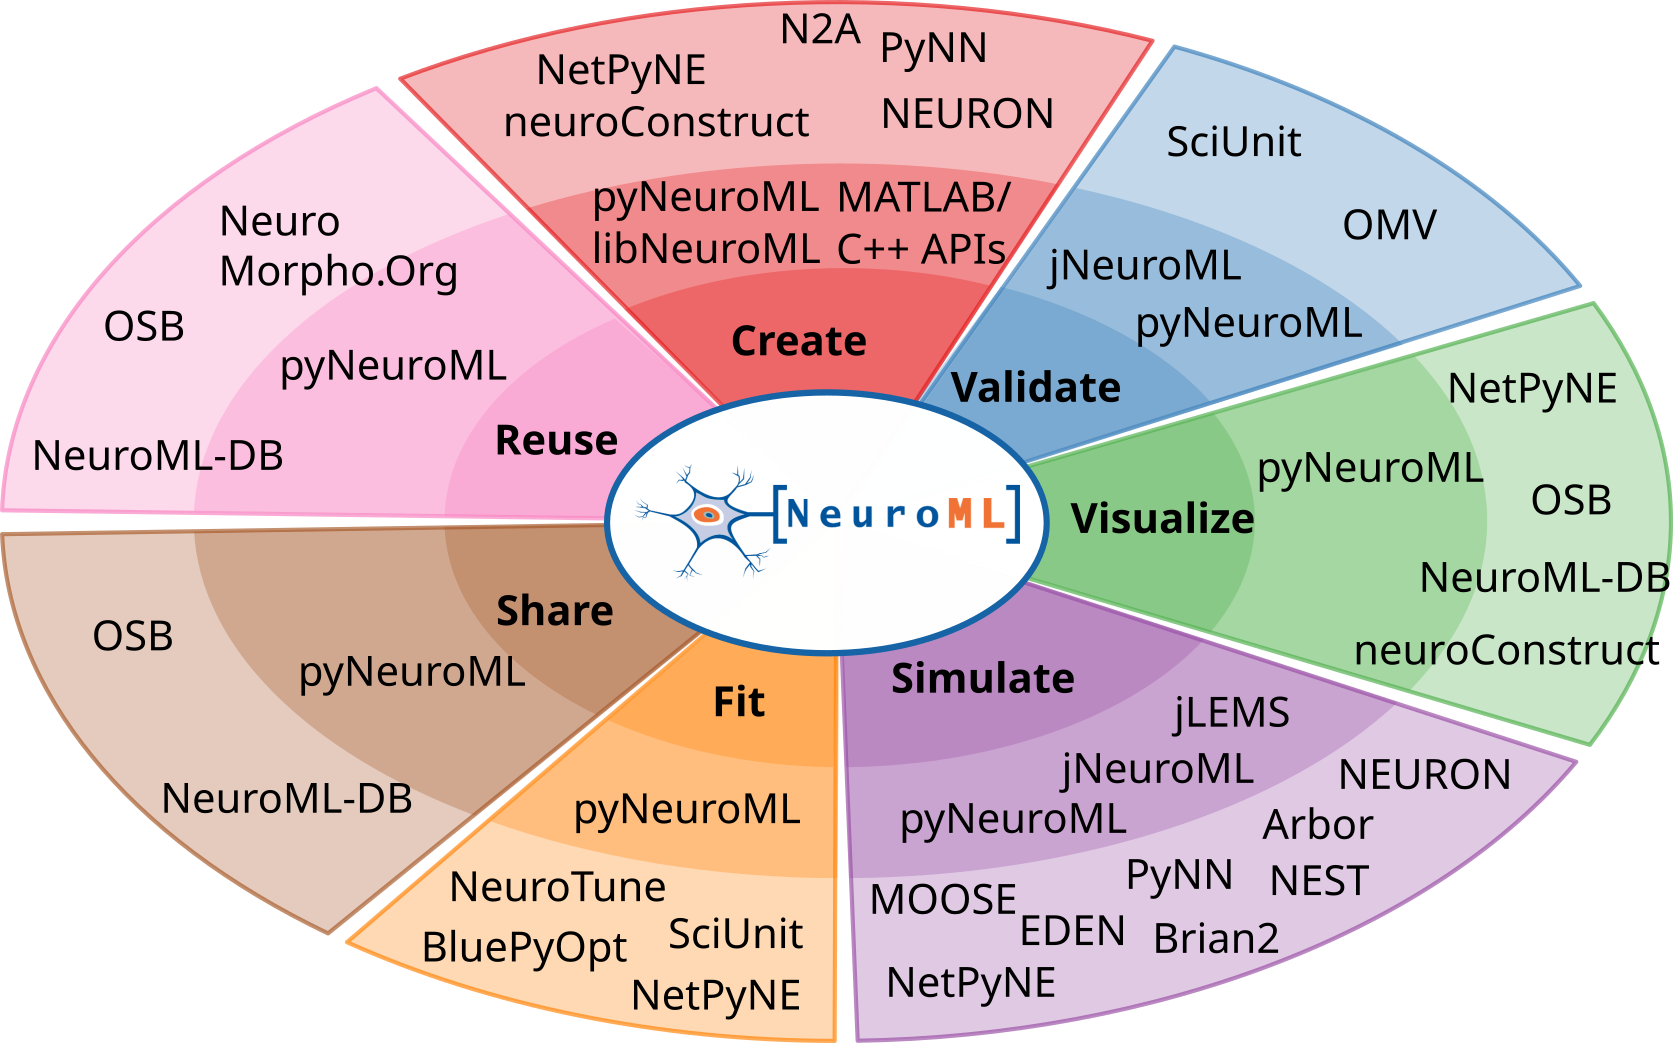 N2A
PyNN
NetPyNE
neuroConstruct
NEURON
pyNeuroML
libNeuroML
MATLAB/
C++ APIs
Create
SciUnit
OMV
jNeuroML
pyNeuroML
Validate
NetPyNE
pyNeuroML
OSB
Visualize
NeuroML-DB
neuroConstruct
Simulate
jLEMS
jNeuroML
pyNeuroML
NEURON
Arbor
PyNN
NEST
MOOSE
EDEN
Brian2
NetPyNE
Fit
pyNeuroML
NeuroTune
SciUnit
BluePyOpt
NetPyNE
Share
OSB
pyNeuroML
NeuroML-DB
Neuro
Morpho.Org
OSB
pyNeuroML
Reuse
NeuroML-DB
[NeuroML]